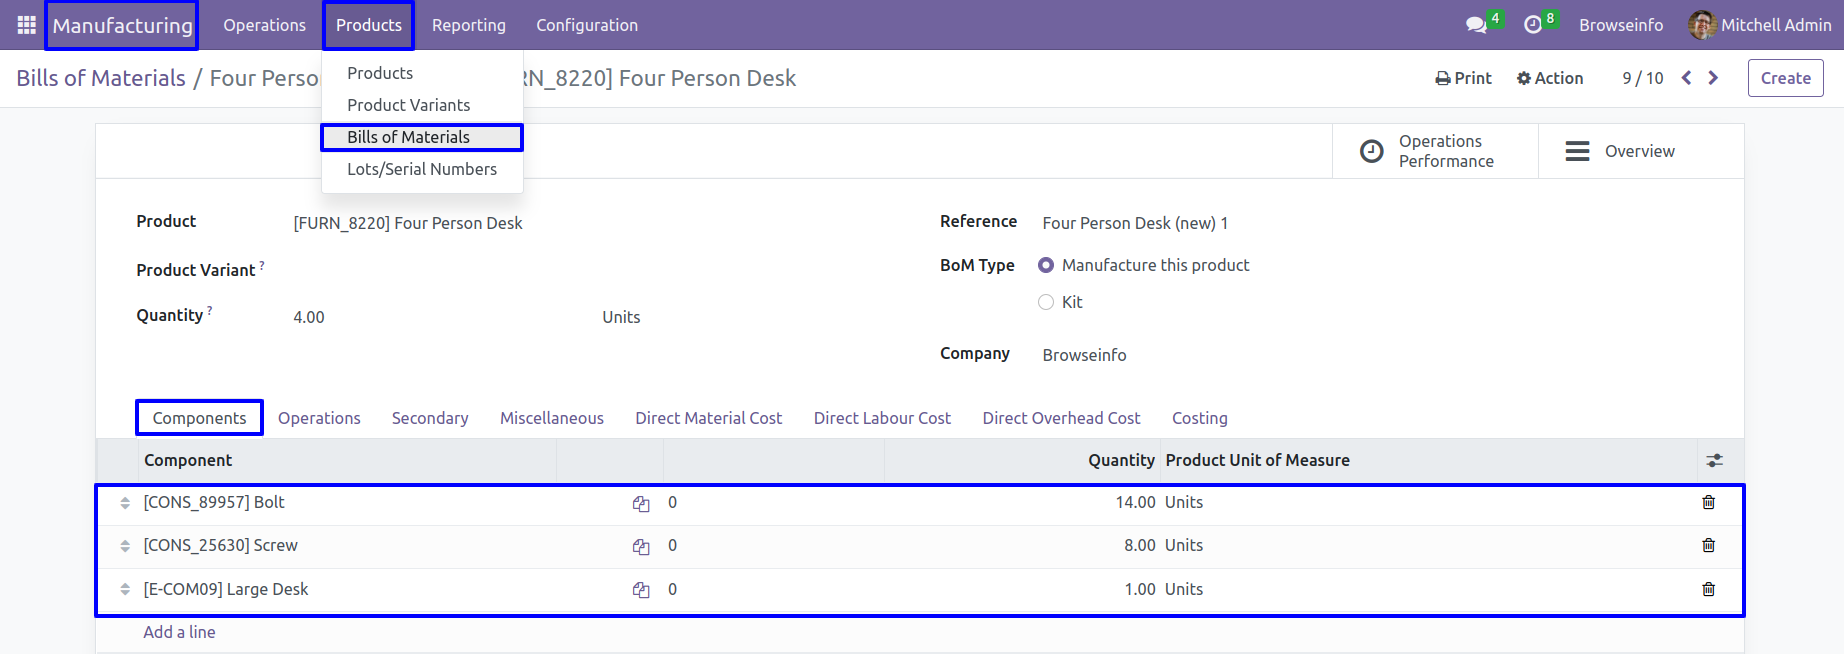 Manufacturing Operations Products Reporting Configuration 4 8 Browseinfo Mitchell Admin
Bills of Materials / Four Perso RN_8220] Four Person Desk Print Action 9 / 10 Create
Products
Product Variants
Bills of Materials
Lots/Serial Numbers
Operations Performance
Overview
Product [FURN_8220] Four Person Desk Reference Four Person Desk (new) 1
Product Variant ? BoM Type Manufacture this product
Kit
Quantity ? 4.00 Units
Company Browseinfo
Components Operations Secondary Miscellaneous Direct Material Cost Direct Labour Cost Direct Overhead Cost Costing
Component Quantity Product Unit of Measure
[CONS_89957] Bolt 0 14.00 Units
[CONS_25630] Screw 0 8.00 Units
[E-COM09] Large Desk 0 1.00 Units
Add a line